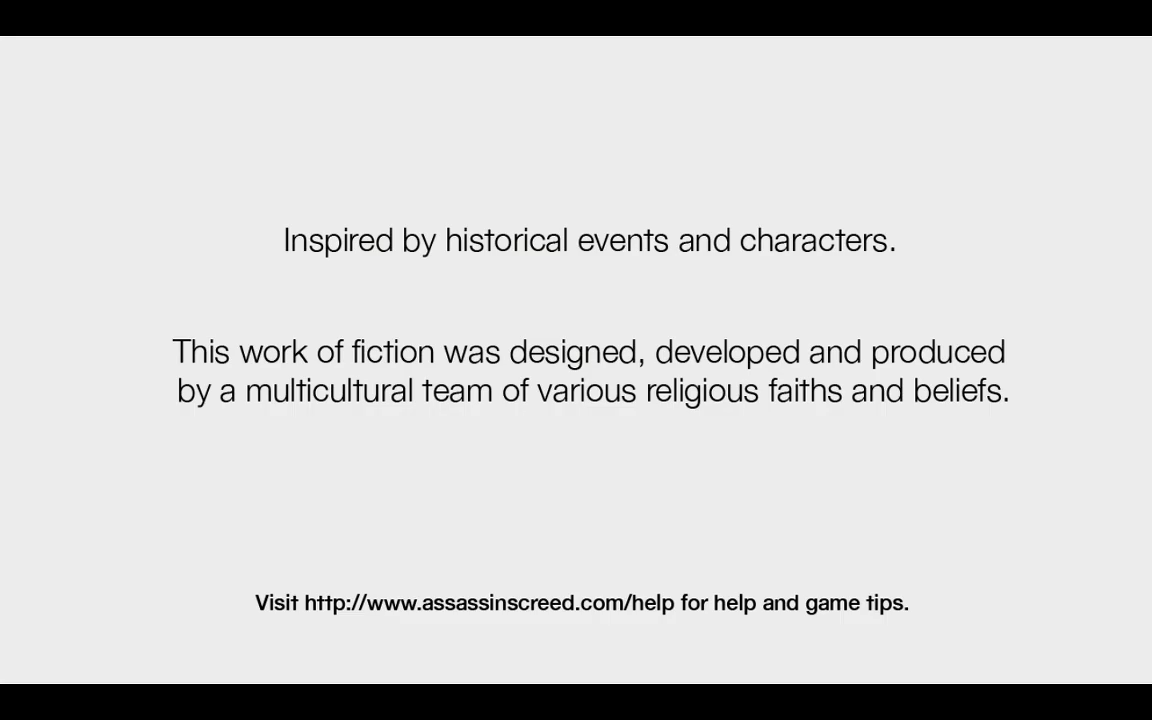 Inspired by historical events and characters.
This work of fiction was designed, developed and produced
by a multicultural team of various religious faiths and beliefs.
Visit http://www.assassinscreed.com/help for help and game tips.